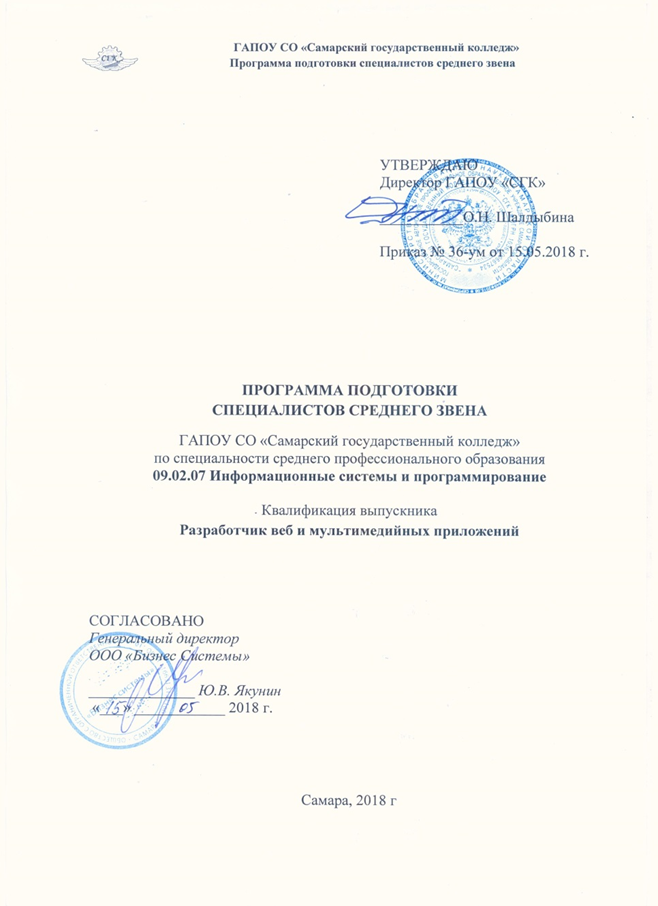 СГК
ГАПОУ СО «Самарский государственный колледж»
Программа подготовки специалистов среднего звена
УТВЕРЖДАЮ
Директор ГАПОУ «СГК»
О.Н. Шалдыбина
Приказ № 36-ум от 15.05.2018 г.
ПРОГРАММА ПОДГОТОВКИ
СПЕЦИАЛИСТОВ СРЕДНЕГО ЗВЕНА
ГАПОУ СО «Самарский государственный колледж»
по специальности среднего профессионального образования
09.02.07 Информационные системы и программирование
Квалификация выпускника
Разработчик веб и мультимедийных приложений
СОГЛАСОВАНО
Генеральный директор
ООО «Бизнес Системы»
Ю.В. Якунин
«15» 05 2018 г.
Самара, 2018 г